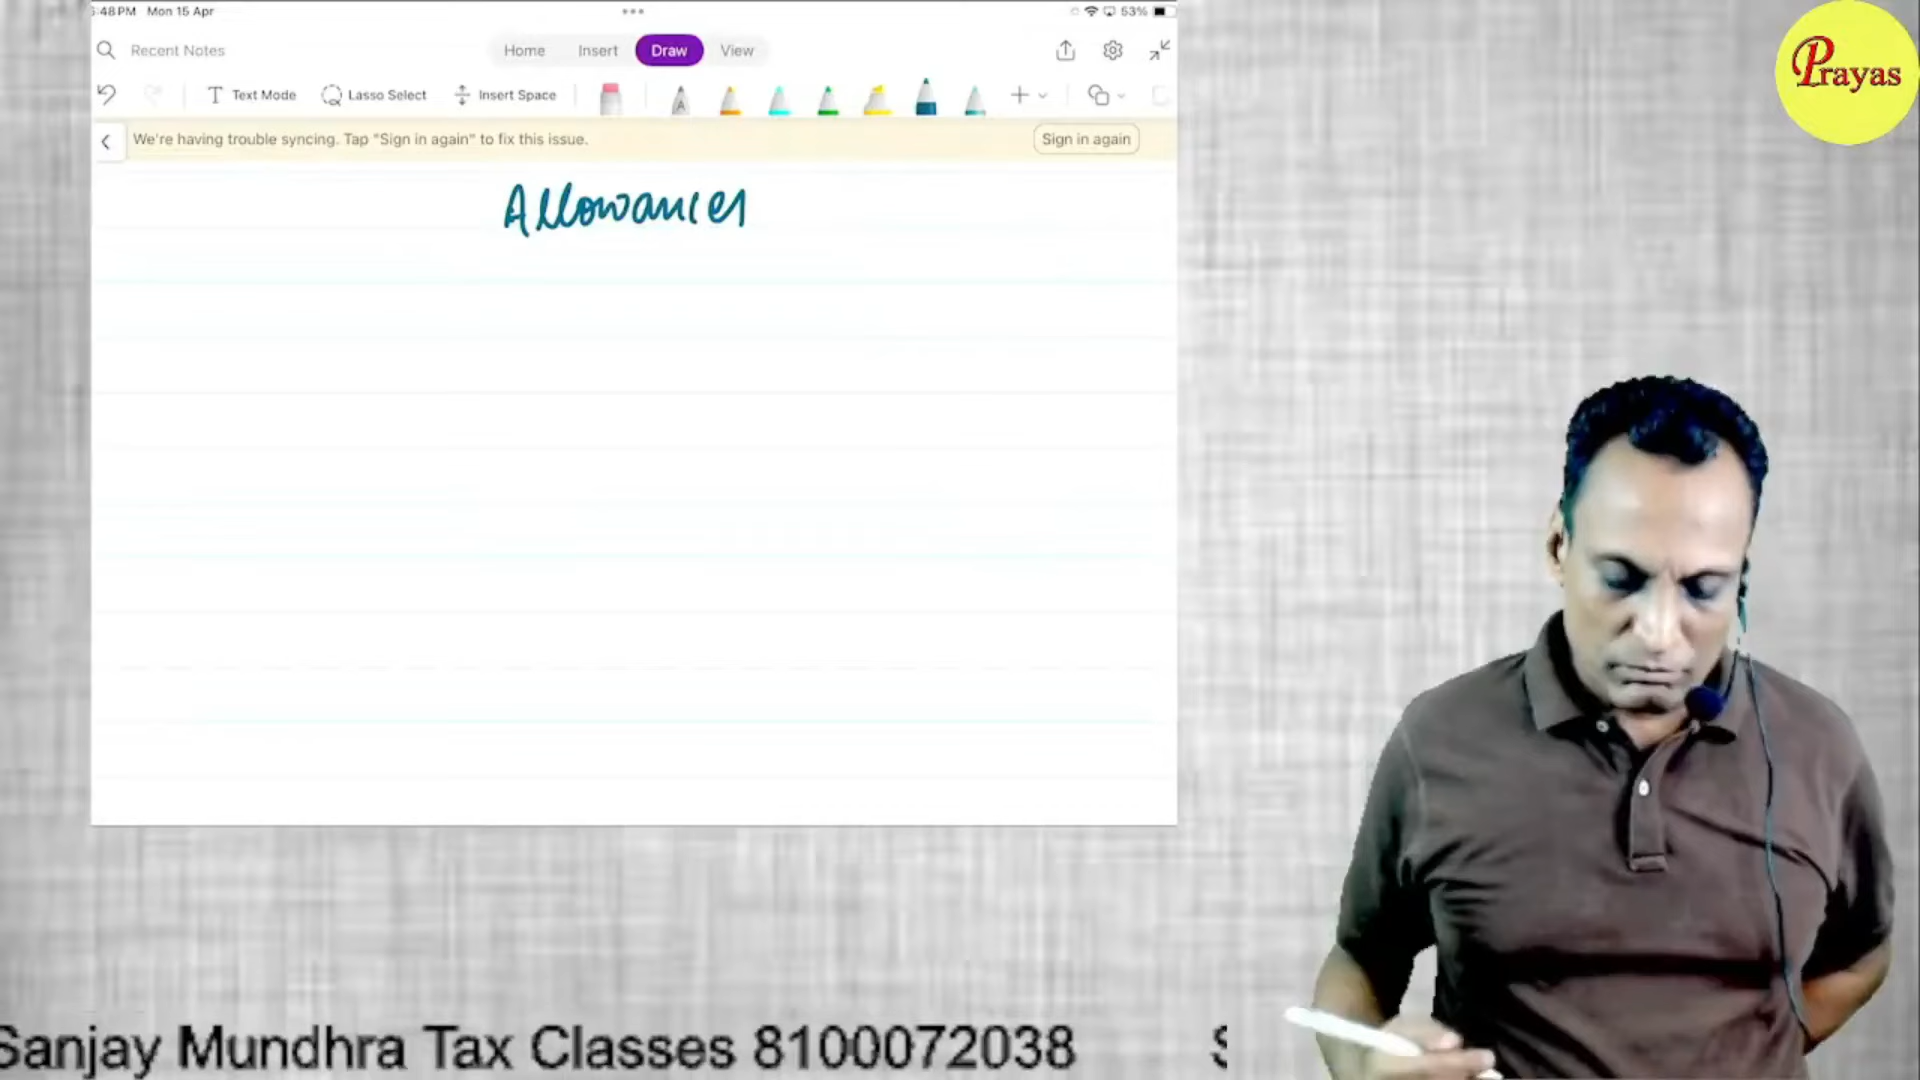 :48 PM Mon 15 Apr
53%
Recent Notes
Home Insert Draw View
Text Mode Lasso Select Insert Space
We're having trouble syncing. Tap "Sign in again" to fix this issue.
Sign in again
Allowances
Prayas
Sanjay Mundhra Tax Classes 8100072038 S